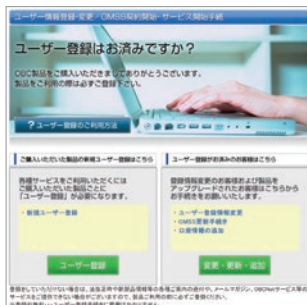 ユーザー情報登録・変更／OMSS契約開始・サービス開始手続
ユーザー登録はお済みですか？
OBC製品をご購入いただきましてありがとうございます。
製品をご利用の際は必ずご登録下さい。
?ユーザー登録のご利用方法
ご購入いただいた製品の新規ユーザー登録はこちら
各種サービスをご利用いただくには
ご購入いただいた製品ごとに
「ユーザー登録」が必要になります。
・新規ユーザー登録
ユーザー登録
ユーザー登録がお済みのお客様はこちら
登録情報変更のお客様および製品を
アップグレードされたお客様はこちらから
お手続きをお願いいたします。
・ユーザー登録情報変更
・OMSS更新手続き
・口座情報の追加
変更・更新・追加